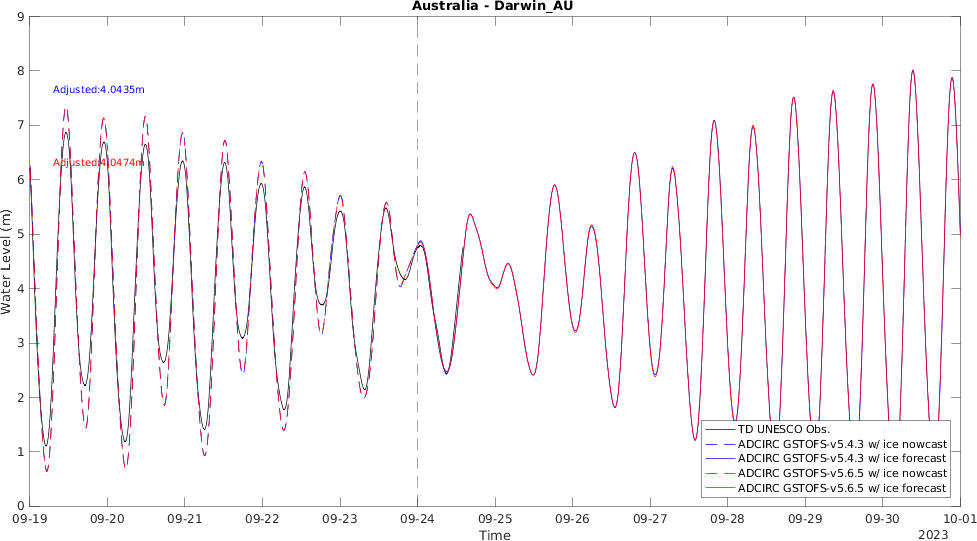 Australia - Darwin_AU
9
8
7
6
5
4
3
2
1
0
Water Level (m)
Adjusted:4.0435m
Adjusted:4.0474m
TD UNESCO Obs.
ADCIRC GSTOFS-v5.4.3 w/ ice nowcast
ADCIRC GSTOFS-v5.4.3 w/ ice forecast
ADCIRC GSTOFS-v5.6.5 w/ ice nowcast
ADCIRC GSTOFS-v5.6.5 w/ ice forecast
09-19 09-20 09-21 09-22 09-23 09-24 09-25 09-26 09-27 09-28 09-29 09-30 10-01
Time
2023